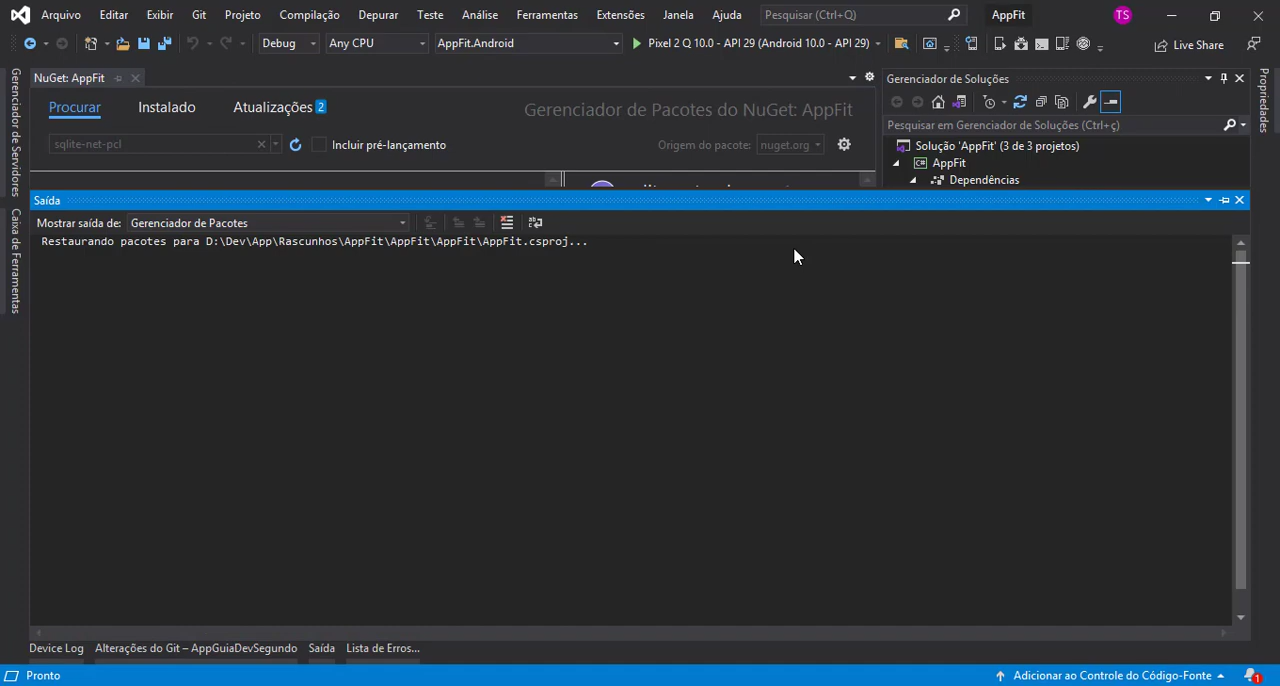 Arquivo Editar Exibir Git Projeto Compilação Depurar Teste Análise Ferramentas Extensões Janela Ajuda Pesquisar (Ctrl+Q) AppFit TS
Debug Any CPU AppFit.Android Pixel 2 Q 10.0 - API 29 (Android 10.0 - API 29) Live Share
Gerenciador de Servidores
Caixa de Ferramentas
NuGet: AppFit
Procurar Instalado Atualizações 2 Gerenciador de Pacotes do NuGet: AppFit
sqlite-net-pcl Incluir pré-lançamento Origem do pacote: nuget.org
Gerenciador de Soluções
Pesquisar em Gerenciador de Soluções (Ctrl+ç)
Solução 'AppFit' (3 de 3 projetos)
C# AppFit
Dependências
Propriedades
Saída
Mostrar saída de: Gerenciador de Pacotes
Restaurando pacotes para D:\Dev\App\Rascunhos\AppFit\AppFit\AppFit\AppFit.csproj...
Device Log Alterações do Git – AppGuiaDevSegundo Saída Lista de Erros...
Pronto Adicionar ao Controle do Código-Fonte 1